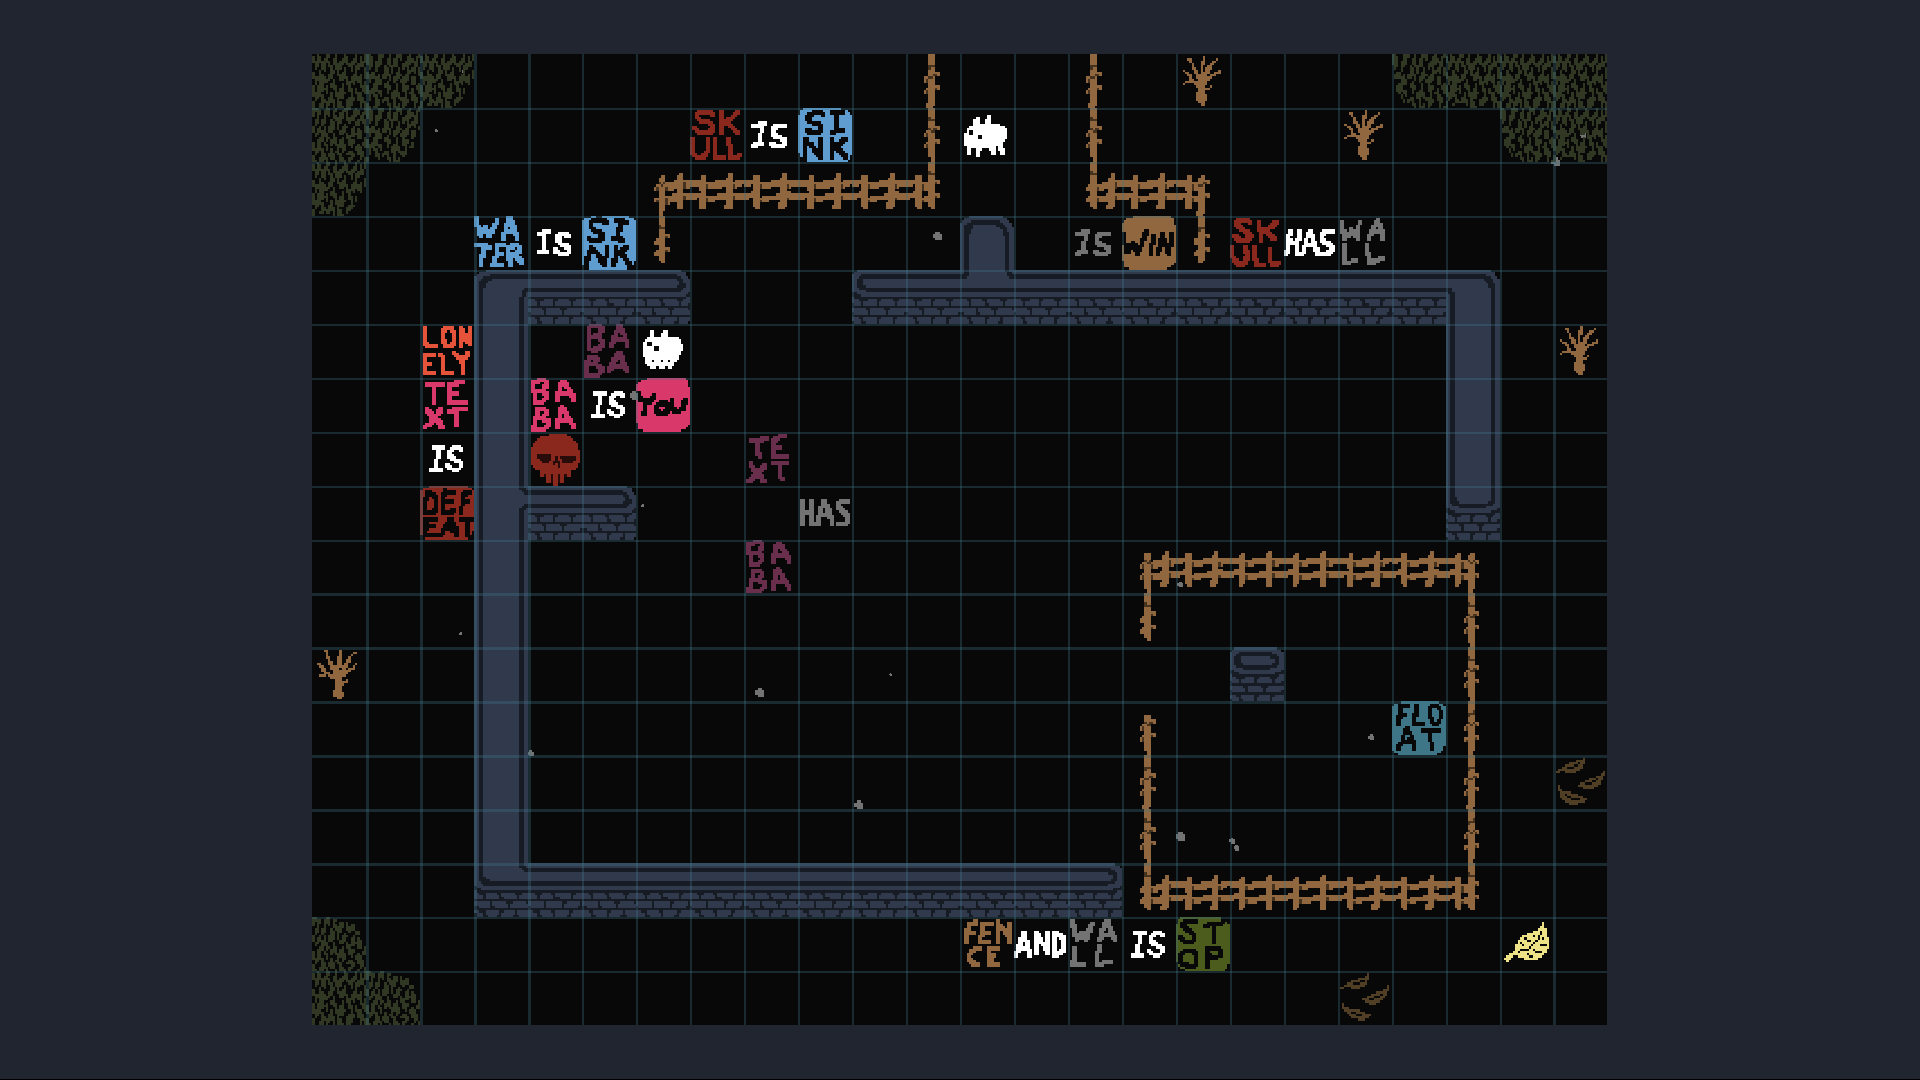 SKULL IS SINK
WATER IS SINK
IS WIN
SKULL HAS WALL
LONELY
TEXT
IS
DEFEAT
BABA
BABA IS YOU
TEXT
HAS
BABA
FLOAT
FENCE AND WALL IS STOP